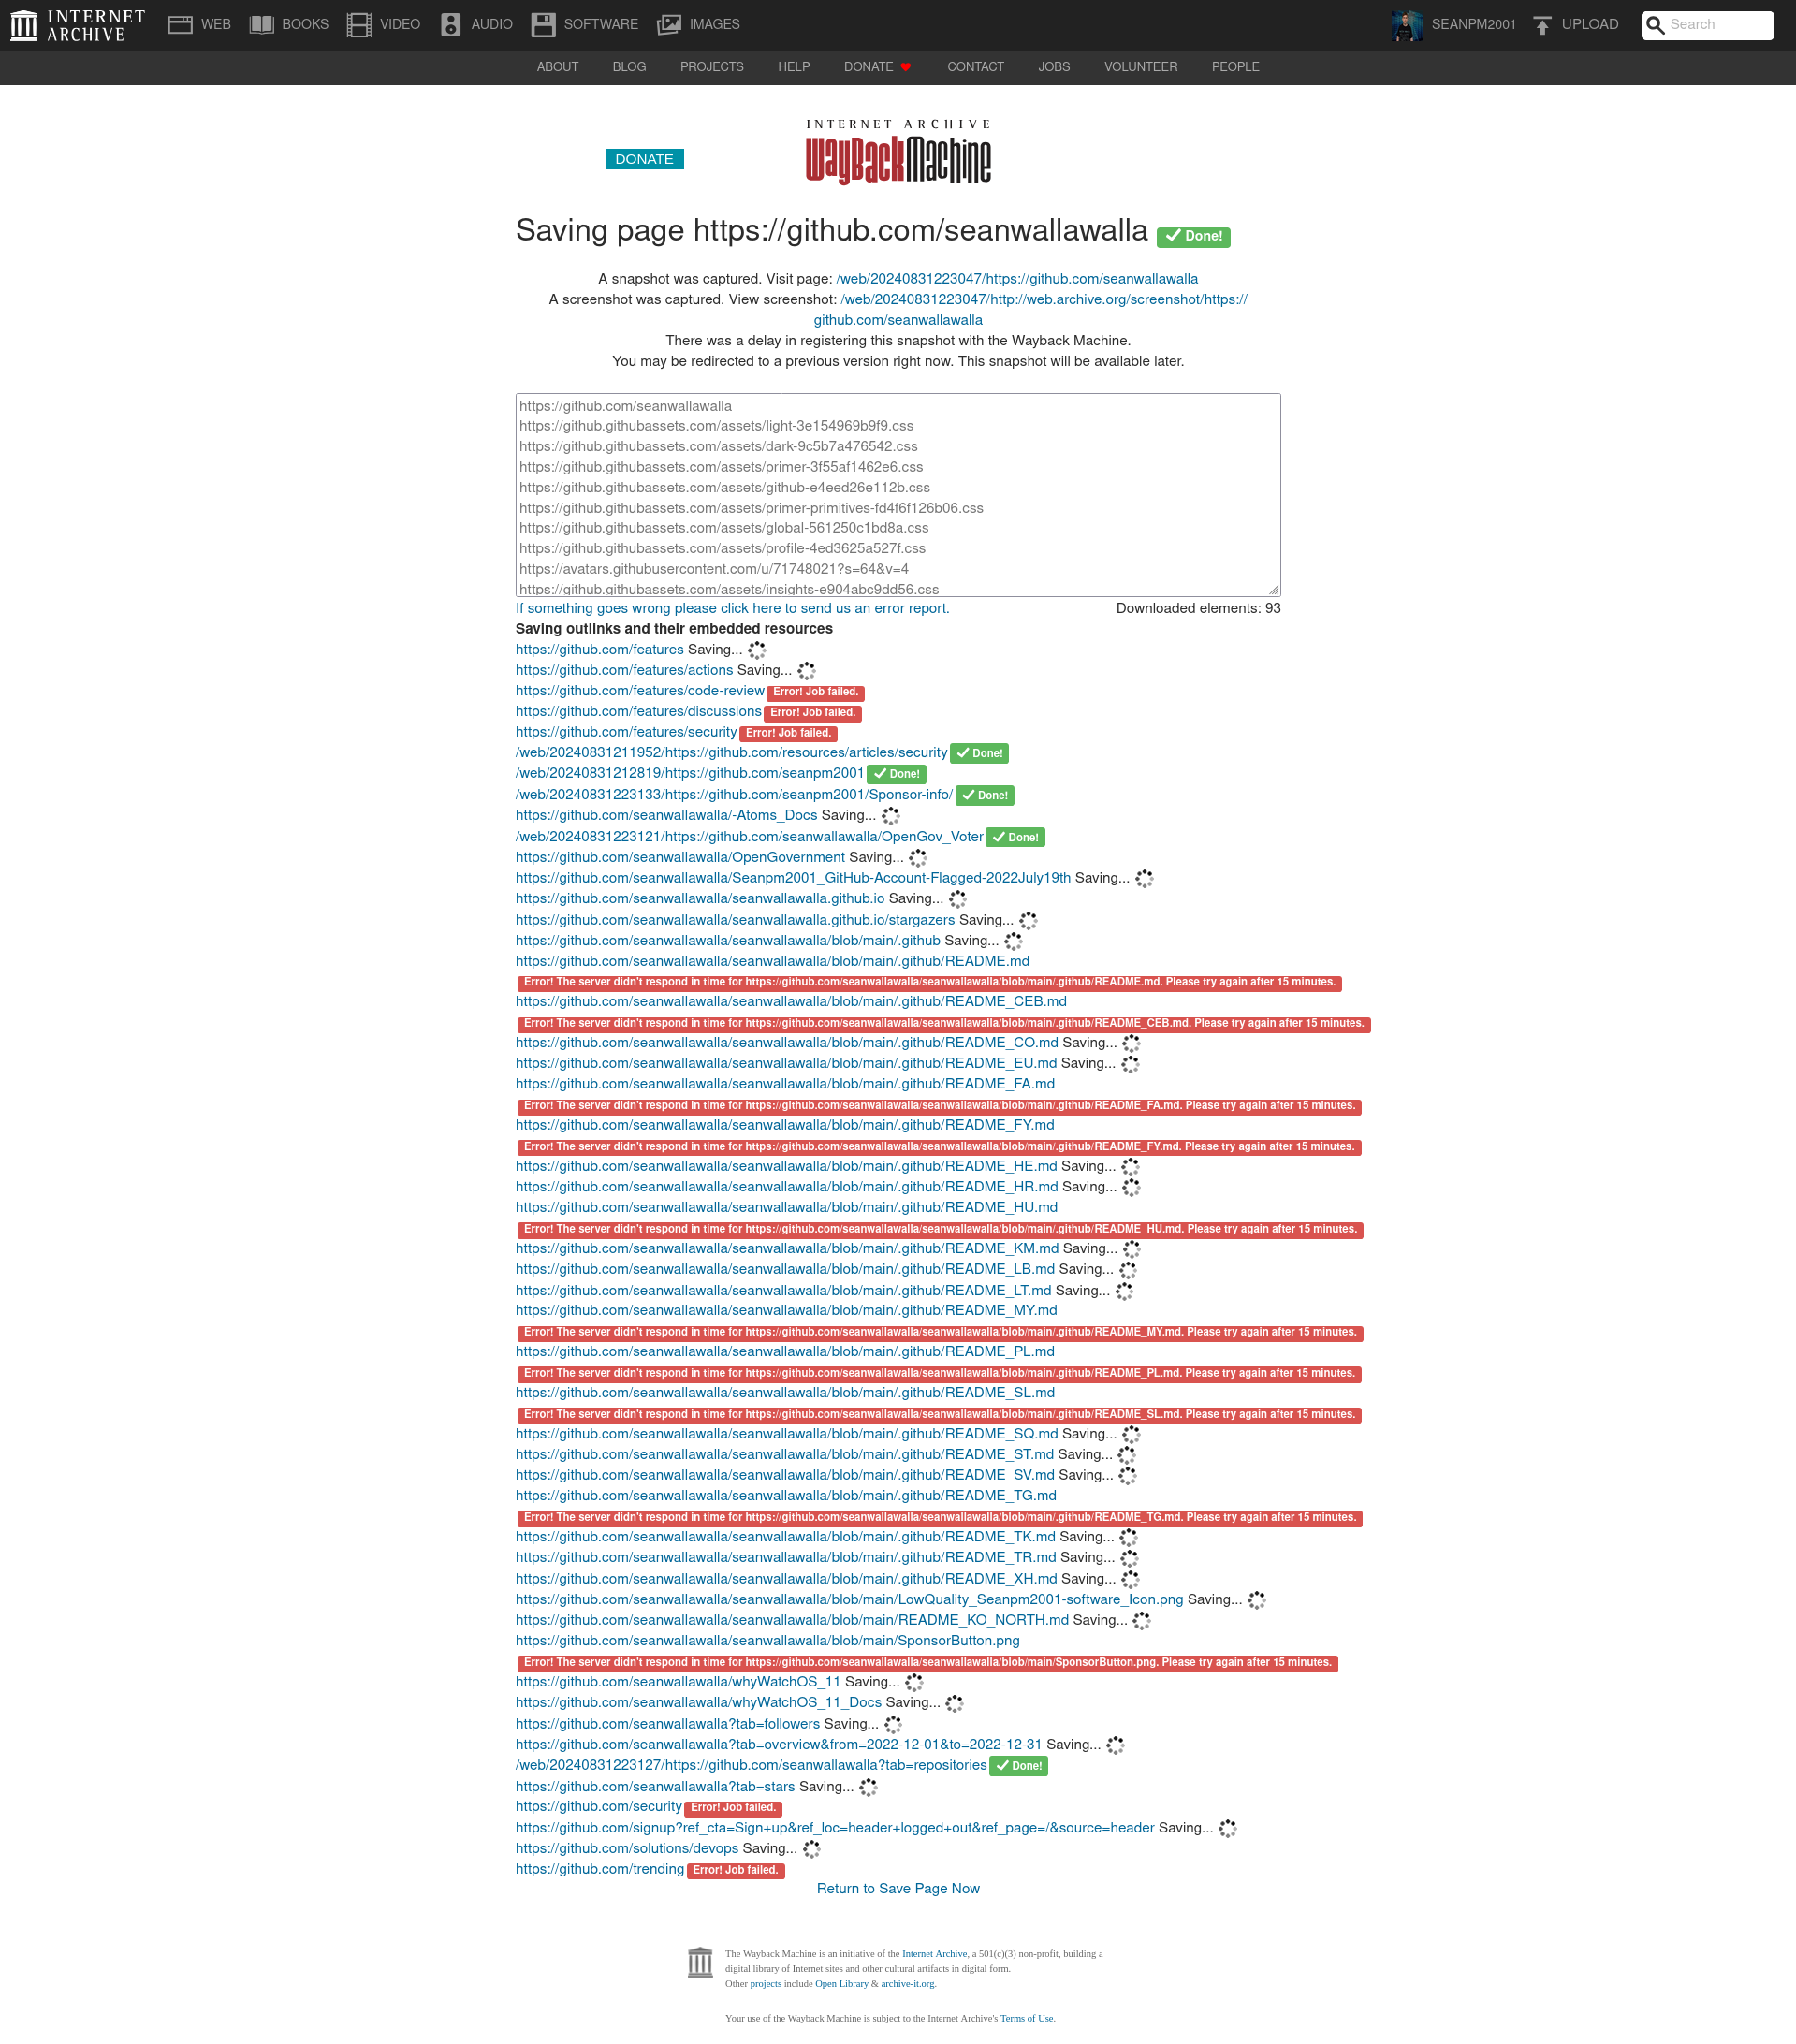 INTERNET ARCHIVE
WEB BOOKS VIDEO AUDIO SOFTWARE IMAGES SEANPM2001 UPLOAD Search
ABOUT BLOG PROJECTS HELP DONATE CONTACT JOBS VOLUNTEER PEOPLE
INTERNET ARCHIVE
DONATE
WayBackMachine
Saving page https://github.com/seanwallawalla Done!
A snapshot was captured. Visit page: /web/20240831223047/https://github.com/seanwallawalla
A screenshot was captured. View screenshot: /web/20240831223047/http://web.archive.org/screenshot/https://
github.com/seanwallawalla
There was a delay in registering this snapshot with the Wayback Machine.
You may be redirected to a previous version right now. This snapshot will be available later.
https://github.com/seanwallawalla
https://github.githubassets.com/assets/light-3e154969b9f9.css
https://github.githubassets.com/assets/dark-9c5b7a476542.css
https://github.githubassets.com/assets/primer-3f55af1462e6.css
https://github.githubassets.com/assets/github-e4eed26e112b.css
https://github.githubassets.com/assets/primer-primitives-fd4f6f126b06.css
https://github.githubassets.com/assets/global-561250c1bd8a.css
https://github.githubassets.com/assets/profile-4ed3625a527f.css
https://avatars.githubusercontent.com/u/71748021?s=64&v=4
https://github.githubassets.com/assets/insights-e904abc9dd56.css
If something goes wrong please click here to send us an error report. Downloaded elements: 93
Saving outlinks and their embedded resources
https://github.com/features Saving...
https://github.com/features/actions Saving...
https://github.com/features/code-review Error! Job failed.
https://github.com/features/discussions Error! Job failed.
https://github.com/features/security Error! Job failed.
/web/20240831211952/https://github.com/resources/articles/security Done!
/web/20240831212819/https://github.com/seanpm2001 Done!
/web/20240831223133/https://github.com/seanpm2001/Sponsor-info/ Done!
https://github.com/seanwallawalla/-Atoms_Docs Saving...
/web/20240831223121/https://github.com/seanwallawalla/OpenGov_Voter Done!
https://github.com/seanwallawalla/OpenGovernment Saving...
https://github.com/seanwallawalla/Seanpm2001_GitHub-Account-Flagged-2022July19th Saving...
https://github.com/seanwallawalla/seanwallawalla.github.io Saving...
https://github.com/seanwallawalla/seanwallawalla.github.io/stargazers Saving...
https://github.com/seanwallawalla/seanwallawalla/blob/main/.github Saving...
https://github.com/seanwallawalla/seanwallawalla/blob/main/.github/README.md
Error! The server didn't respond in time for https://github.com/seanwallawalla/seanwallawalla/blob/main/.github/README.md. Please try again after 15 minutes.
https://github.com/seanwallawalla/seanwallawalla/blob/main/.github/README_CEB.md
Error! The server didn't respond in time for https://github.com/seanwallawalla/seanwallawalla/blob/main/.github/README_CEB.md. Please try again after 15 minutes.
https://github.com/seanwallawalla/seanwallawalla/blob/main/.github/README_CO.md Saving...
https://github.com/seanwallawalla/seanwallawalla/blob/main/.github/README_EU.md Saving...
https://github.com/seanwallawalla/seanwallawalla/blob/main/.github/README_FA.md
Error! The server didn't respond in time for https://github.com/seanwallawalla/seanwallawalla/blob/main/.github/README_FA.md. Please try again after 15 minutes.
https://github.com/seanwallawalla/seanwallawalla/blob/main/.github/README_FY.md
Error! The server didn't respond in time for https://github.com/seanwallawalla/seanwallawalla/blob/main/.github/README_FY.md. Please try again after 15 minutes.
https://github.com/seanwallawalla/seanwallawalla/blob/main/.github/README_HE.md Saving...
https://github.com/seanwallawalla/seanwallawalla/blob/main/.github/README_HR.md Saving...
https://github.com/seanwallawalla/seanwallawalla/blob/main/.github/README_HU.md
Error! The server didn't respond in time for https://github.com/seanwallawalla/seanwallawalla/blob/main/.github/README_HU.md. Please try again after 15 minutes.
https://github.com/seanwallawalla/seanwallawalla/blob/main/.github/README_KM.md Saving...
https://github.com/seanwallawalla/seanwallawalla/blob/main/.github/README_LB.md Saving...
https://github.com/seanwallawalla/seanwallawalla/blob/main/.github/README_LT.md Saving...
https://github.com/seanwallawalla/seanwallawalla/blob/main/.github/README_MY.md
Error! The server didn't respond in time for https://github.com/seanwallawalla/seanwallawalla/blob/main/.github/README_MY.md. Please try again after 15 minutes.
https://github.com/seanwallawalla/seanwallawalla/blob/main/.github/README_PL.md
Error! The server didn't respond in time for https://github.com/seanwallawalla/seanwallawalla/blob/main/.github/README_PL.md. Please try again after 15 minutes.
https://github.com/seanwallawalla/seanwallawalla/blob/main/.github/README_SL.md
Error! The server didn't respond in time for https://github.com/seanwallawalla/seanwallawalla/blob/main/.github/README_SL.md. Please try again after 15 minutes.
https://github.com/seanwallawalla/seanwallawalla/blob/main/.github/README_SQ.md Saving...
https://github.com/seanwallawalla/seanwallawalla/blob/main/.github/README_ST.md Saving...
https://github.com/seanwallawalla/seanwallawalla/blob/main/.github/README_SV.md Saving...
https://github.com/seanwallawalla/seanwallawalla/blob/main/.github/README_TG.md
Error! The server didn't respond in time for https://github.com/seanwallawalla/seanwallawalla/blob/main/.github/README_TG.md. Please try again after 15 minutes.
https://github.com/seanwallawalla/seanwallawalla/blob/main/.github/README_TK.md Saving...
https://github.com/seanwallawalla/seanwallawalla/blob/main/.github/README_TR.md Saving...
https://github.com/seanwallawalla/seanwallawalla/blob/main/.github/README_XH.md Saving...
https://github.com/seanwallawalla/seanwallawalla/blob/main/LowQuality_Seanpm2001-software_Icon.png Saving...
https://github.com/seanwallawalla/seanwallawalla/blob/main/README_KO_NORTH.md Saving...
https://github.com/seanwallawalla/seanwallawalla/blob/main/SponsorButton.png
Error! The server didn't respond in time for https://github.com/seanwallawalla/seanwallawalla/blob/main/SponsorButton.png. Please try again after 15 minutes.
https://github.com/seanwallawalla/whyWatchOS_11 Saving...
https://github.com/seanwallawalla/whyWatchOS_11_Docs Saving...
https://github.com/seanwallawalla?tab=followers Saving...
https://github.com/seanwallawalla?tab=overview&from=2022-12-01&to=2022-12-31 Saving...
/web/20240831223127/https://github.com/seanwallawalla?tab=repositories Done!
https://github.com/seanwallawalla?tab=stars Saving...
https://github.com/security Error! Job failed.
https://github.com/signup?ref_cta=Sign+up&ref_loc=header+logged+out&ref_page=/&source=header Saving...
https://github.com/solutions/devops Saving...
https://github.com/trending Error! Job failed.
Return to Save Page Now
The Wayback Machine is an initiative of the Internet Archive, a 501(c)(3) non-profit, building a
digital library of Internet sites and other cultural artifacts in digital form.
Other projects include Open Library & archive-it.org.
Your use of the Wayback Machine is subject to the Internet Archive's Terms of Use.